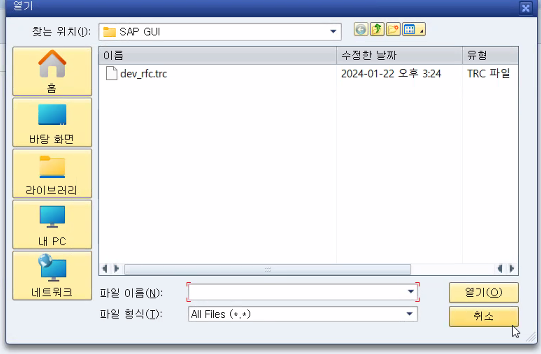 열기
찾는 위치(I):
SAP GUI
이름 수정한 날짜 유형
dev_rfc.trc 2024-01-22 오후 3:24 TRC 파일
홈
바탕 화면
라이브러리
내 PC
네트워크
파일 이름(N):
열기(O)
파일 형식(T): All Files (*.*)
취소